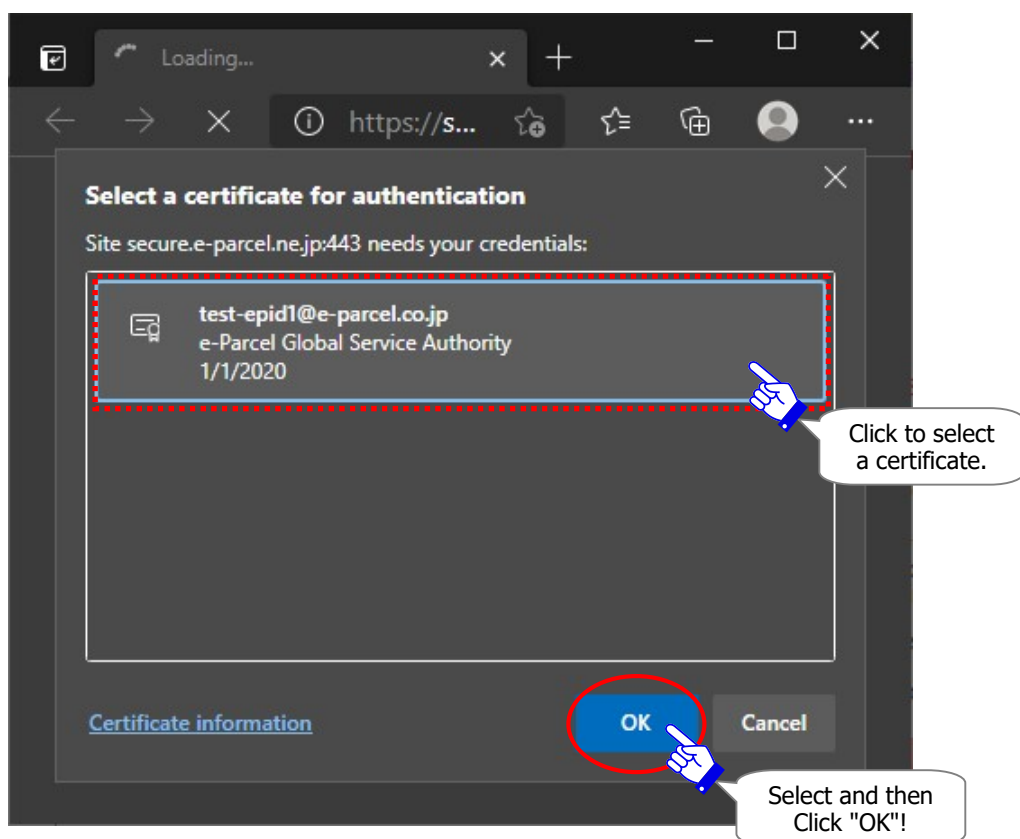 Loading...
https://s...
Select a certificate for authentication
Site secure.e-parcel.ne.jp:443 needs your credentials:
test-epid1@e-parcel.co.jp
e-Parcel Global Service Authority
1/1/2020
Click to select
a certificate.
Certificate information
OK
Cancel
Select and then
Click "OK"!